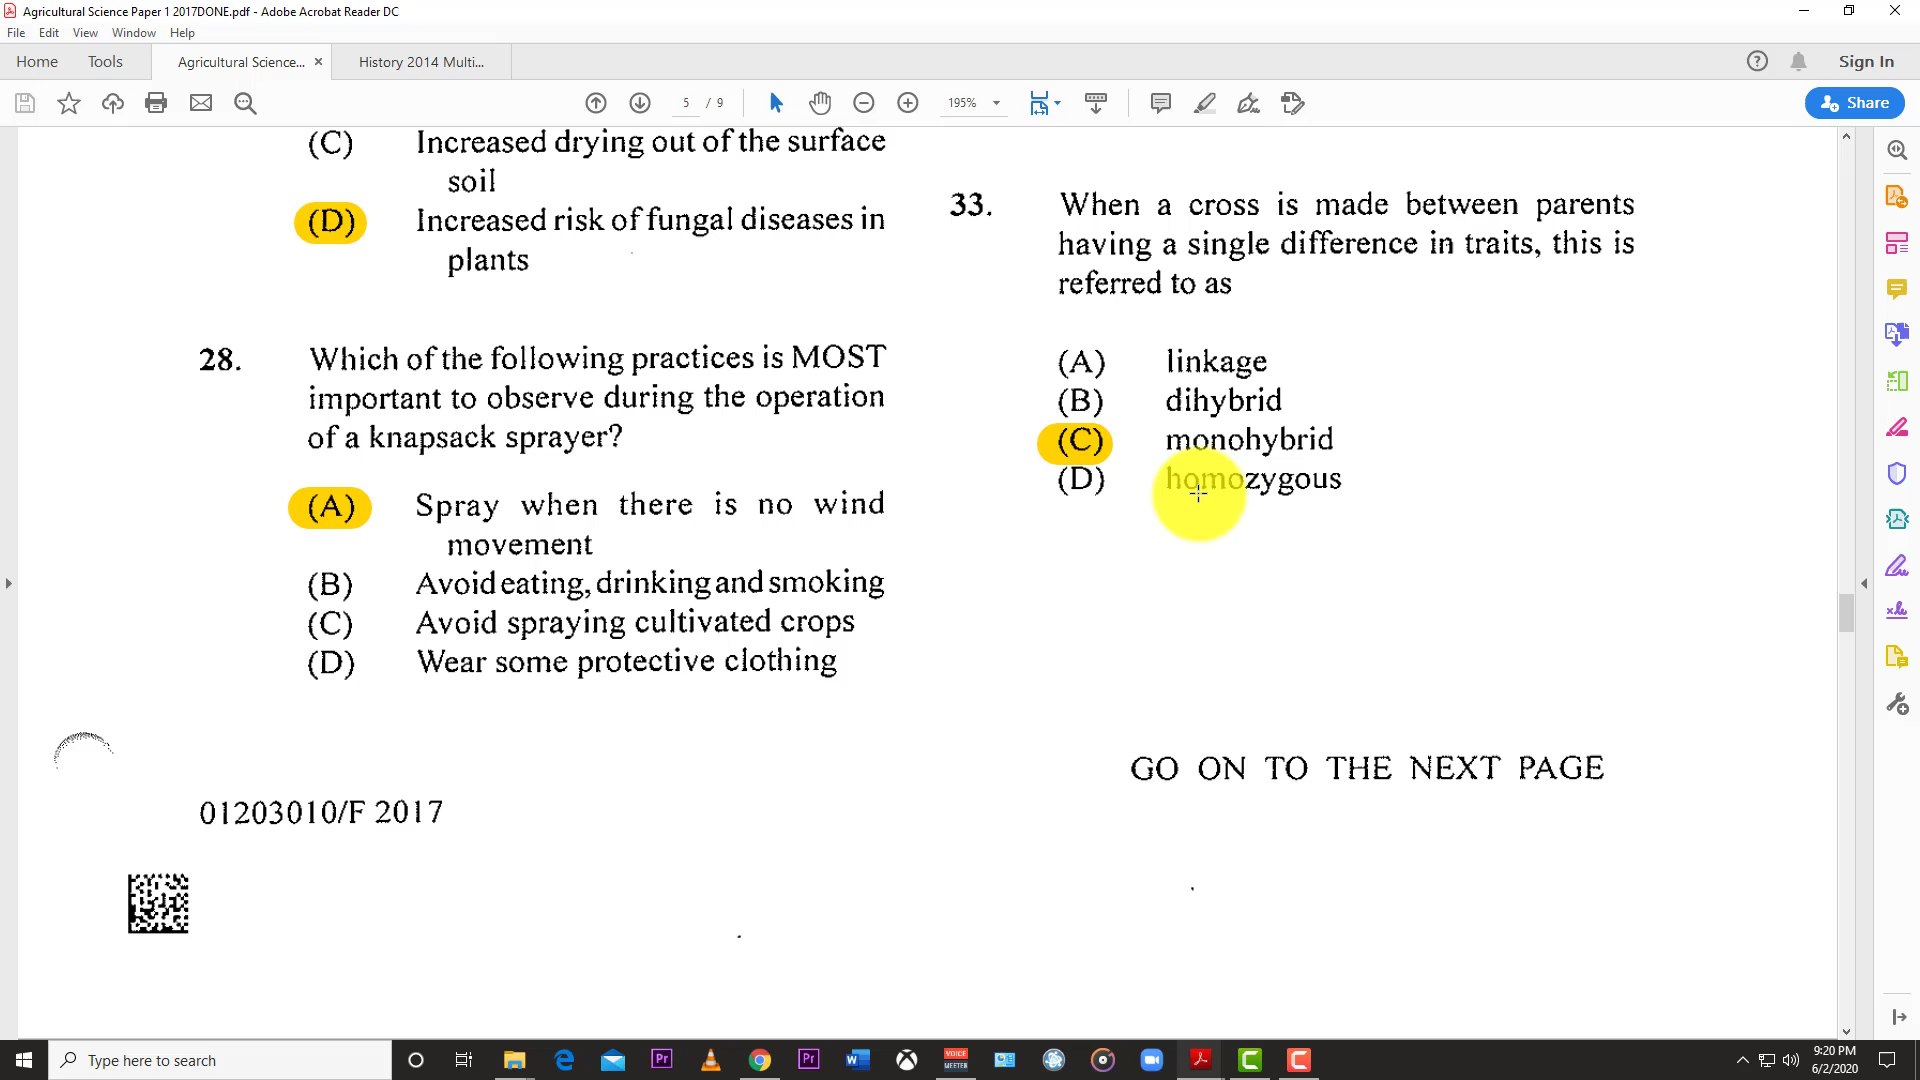 Agricultural Science Paper 1 2017DONE.pdf - Adobe Acrobat Reader DC
File Edit View Window Help
Home Tools Agricultural Science... × History 2014 Multi... Sign In
5 / 9 195% Share
(C) Increased drying out of the surface
soil
(D) Increased risk of fungal diseases in
plants
28. Which of the following practices is MOST
important to observe during the operation
of a knapsack sprayer?
(A) Spray when there is no wind
movement
(B) Avoid eating, drinking and smoking
(C) Avoid spraying cultivated crops
(D) Wear some protective clothing
01203010/F 2017
33. When a cross is made between parents
having a single difference in traits, this is
referred to as
(A) linkage
(B) dihybrid
(C) monohybrid
(D) homozygous
GO ON TO THE NEXT PAGE
Type here to search
Pr Pr VOICE MEETER
9:20 PM
6/2/2020